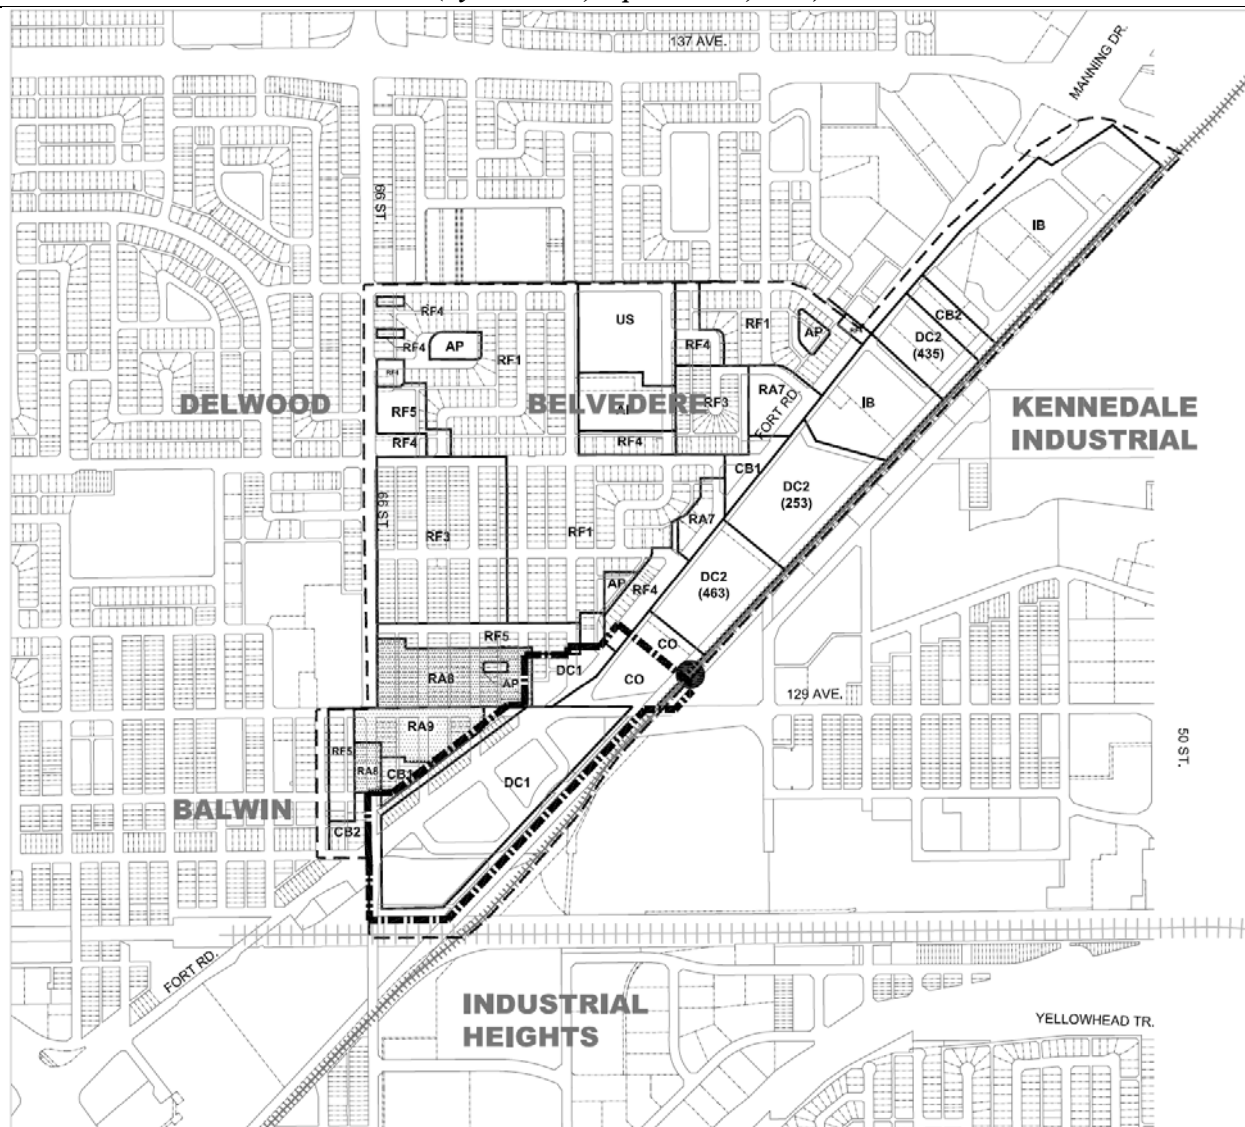 137 AVE.
MANNING DR.
66 ST.
IB
RF4
US
RF1
AP
CB2
RF4
AP
RF1
RF4
DC2
(435)
RF4
RA7
DELWOOD
RF5
BELVEDERE
RF3
FORT RD.
IB
KENNEDALE
INDUSTRIAL
RF4
RF4
CB1
DC2
(253)
66 ST.
RF3
RF1
RA7
AP
RF4
DC2
(463)
RF5
CO
DC1
RA8
AP
CO
129 AVE.
RA9
50 ST.
RF5
RA8
CB1
DC1
BALWIN
CB2
FORT RD.
INDUSTRIAL
HEIGHTS
YELLOWHEAD TR.